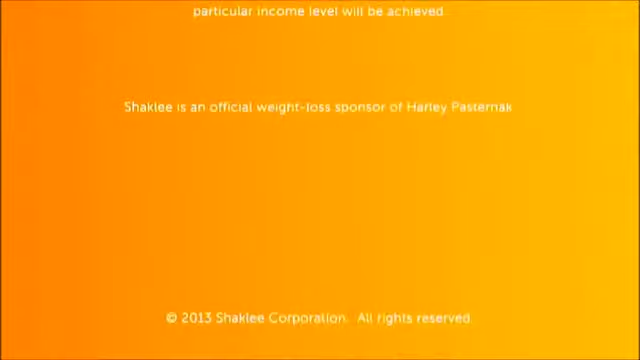 particular income level will be achieved
Shaklee is an official weight-loss sponsor of Harley Pasternak
© 2013 Shaklee Corporation. All rights reserved.